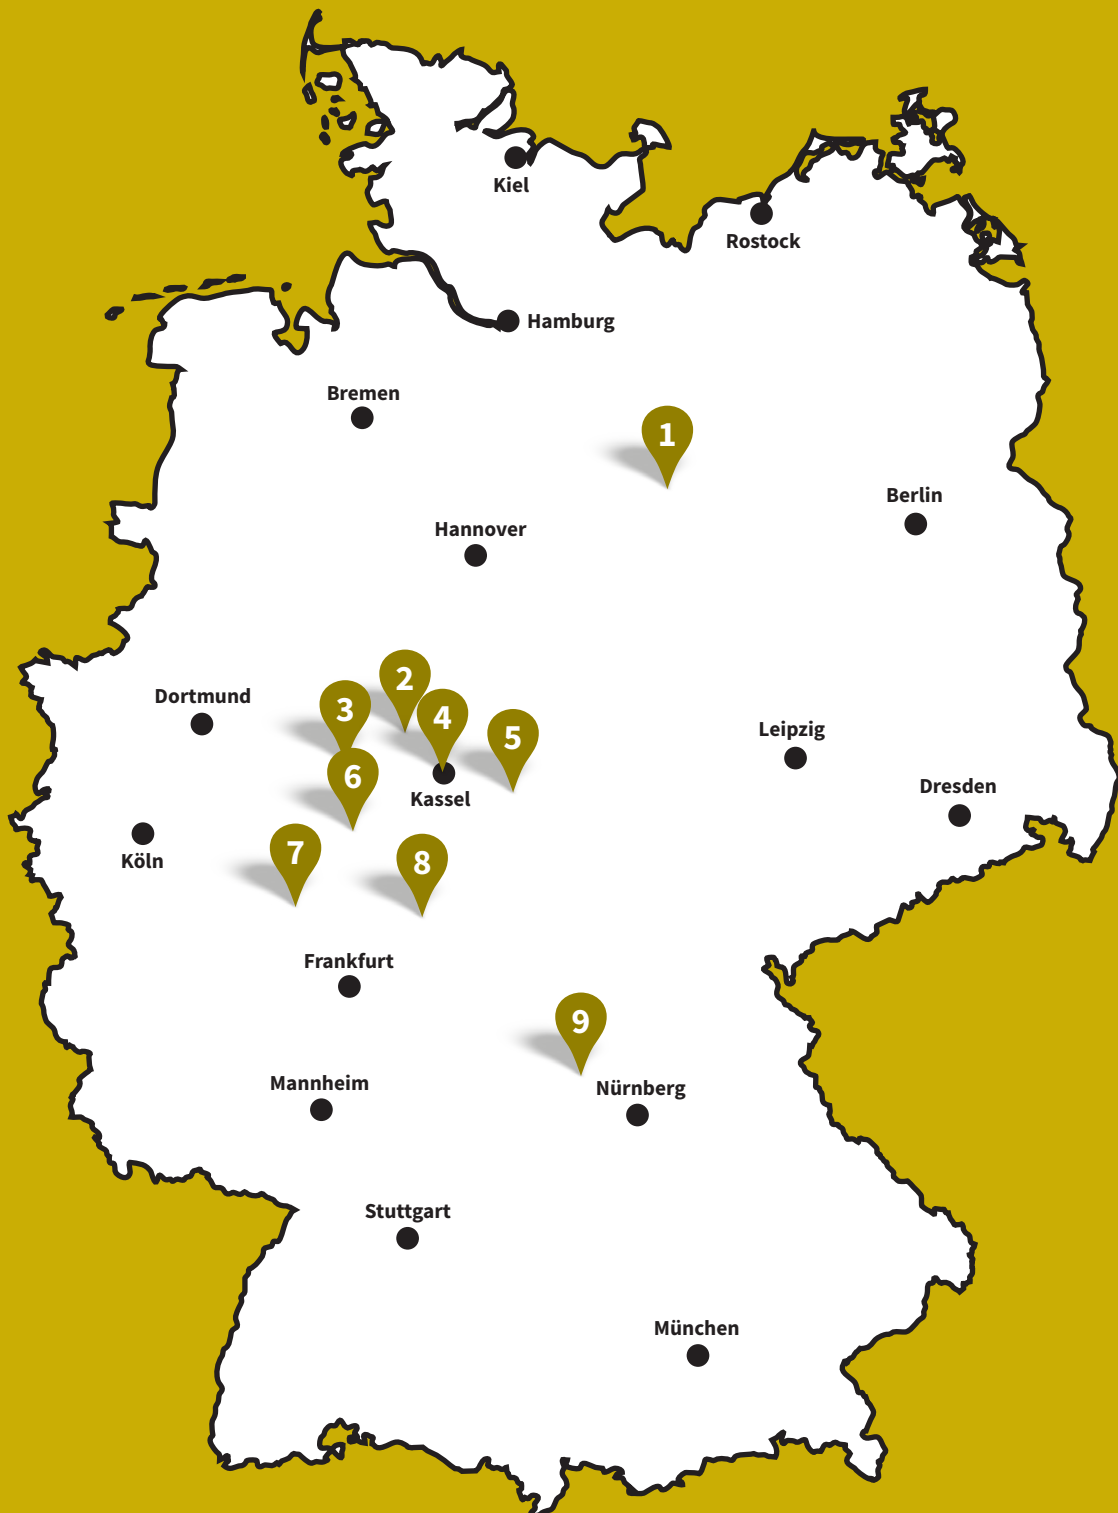 Kiel
Rostock
Hamburg
Bremen
1
Berlin
Hannover
2
Dortmund
3
4
5
Leipzig
6
Kassel
Dresden
Köln
7
8
Frankfurt
9
Mannheim
Nürnberg
Stuttgart
München